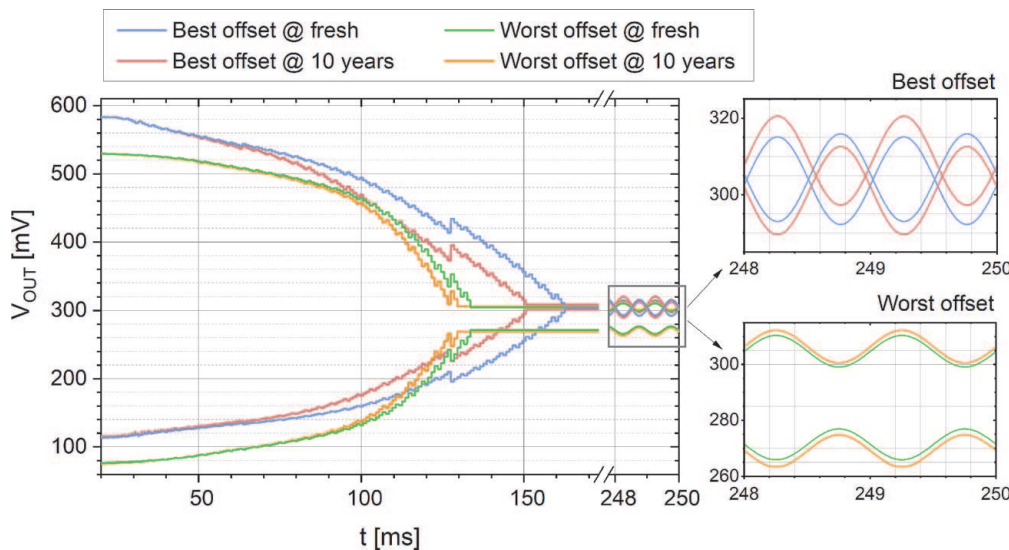 Best offset @ fresh
Worst offset @ fresh
Best offset @ 10 years
Worst offset @ 10 years
V_OUT [mV]
600
500
400
300
200
100
50
100
150
248
250
t [ms]
Best offset
320
300
248
249
250
Worst offset
300
280
260
248
249
250